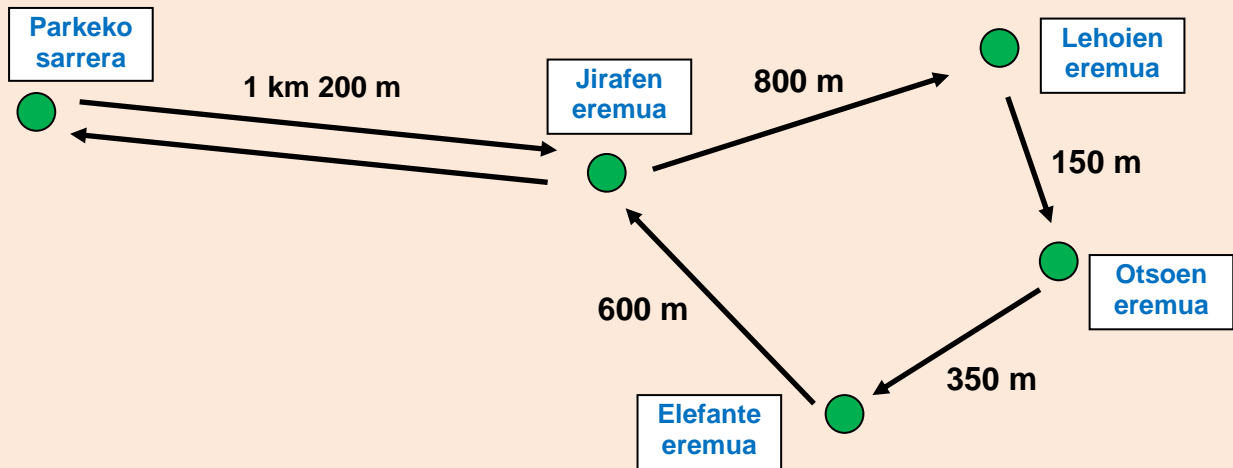 Parkeko
sarrera
1 km 200 m
Jirafen
eremua
800 m
Lehoien
eremua
150 m
Otsoen
eremua
350 m
Elefante
eremua
600 m